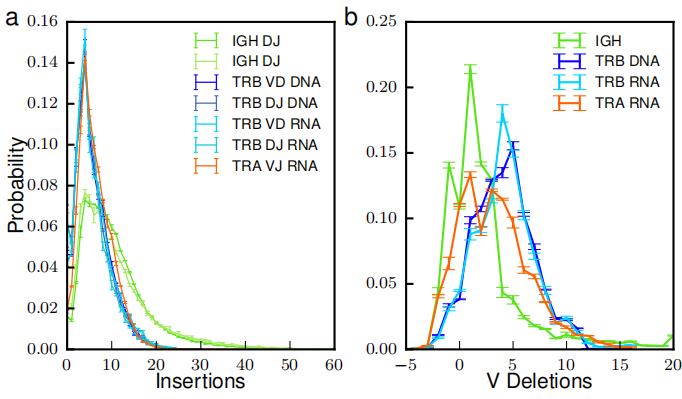 a
b
0.16
0.14
0.12
0.10
0.08
0.06
0.04
0.02
0.00
Probability
0
10
20
30
40
50
60
Insertions
IGH DJ
IGH DJ
TRB VD DNA
TRB DJ DNA
TRB VD RNA
TRB DJ RNA
TRA VJ RNA
0.25
0.20
0.15
0.10
0.05
0.00
−5
0
5
10
15
20
V Deletions
IGH
TRB DNA
TRB RNA
TRA RNA